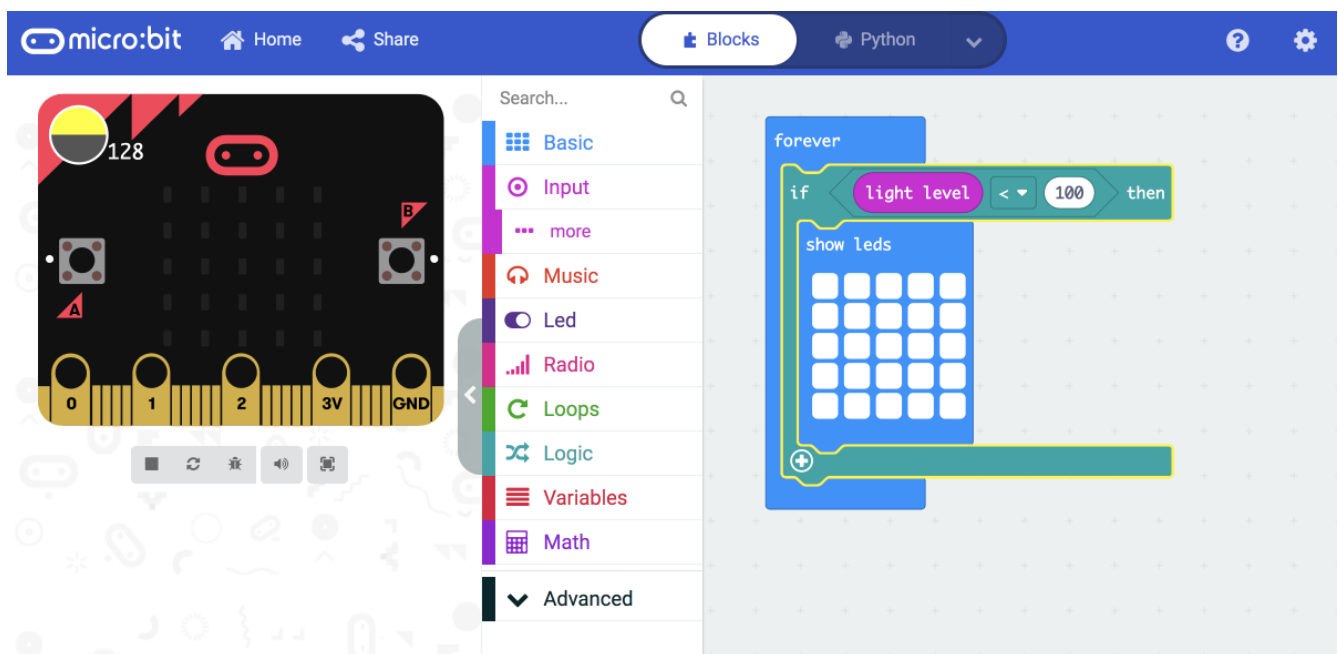 micro:bit Home Share Blocks Python ?
128
B
A
0 1 2 3V GND
Search...
Basic
Input
more
Music
Led
Radio
Loops
Logic
Variables
Math
Advanced
forever
if light level < 100 then
show leds